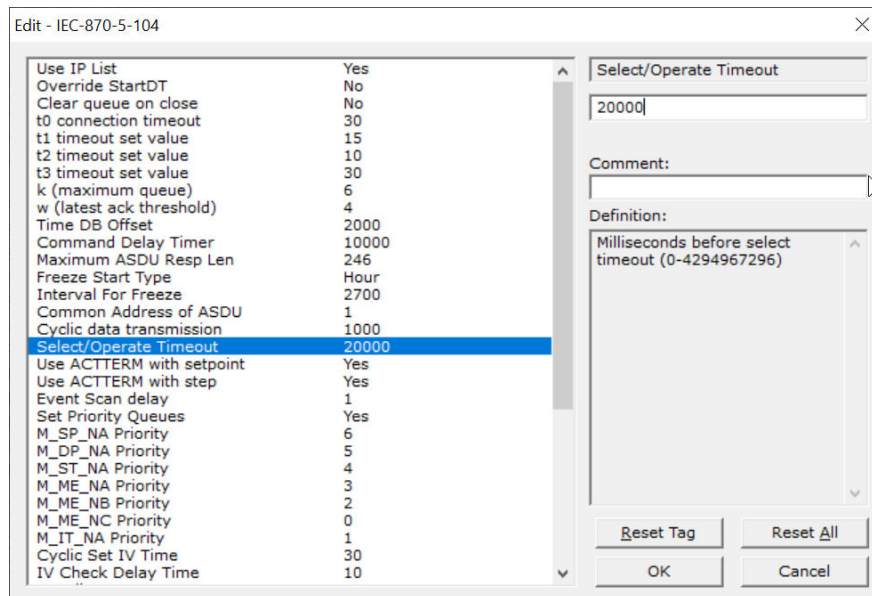 Edit - IEC-870-5-104
Use IP List Yes
Override StartDT No
Clear queue on close No
t0 connection timeout 30
t1 timeout set value 15
t2 timeout set value 10
t3 timeout set value 30
k (maximum queue) 6
w (latest ack threshold) 4
Time DB Offset 2000
Command Delay Timer 10000
Maximum ASDU Resp Len 246
Freeze Start Type Hour
Interval For Freeze 2700
Common Address of ASDU 1
Cyclic data transmission 1000
Select/Operate Timeout 20000
Use ACTTERM with setpoint Yes
Use ACTTERM with step Yes
Event Scan delay 1
Set Priority Queues Yes
M_SP_NA Priority 6
M_DP_NA Priority 5
M_ST_NA Priority 4
M_ME_NA Priority 3
M_ME_NB Priority 2
M_ME_NC Priority 0
M_IT_NA Priority 1
Cyclic Set IV Time 30
IV Check Delay Time 10
Select/Operate Timeout
20000
Comment:
Definition:
Milliseconds before select
timeout (0-4294967296)
Reset Tag Reset All
OK Cancel